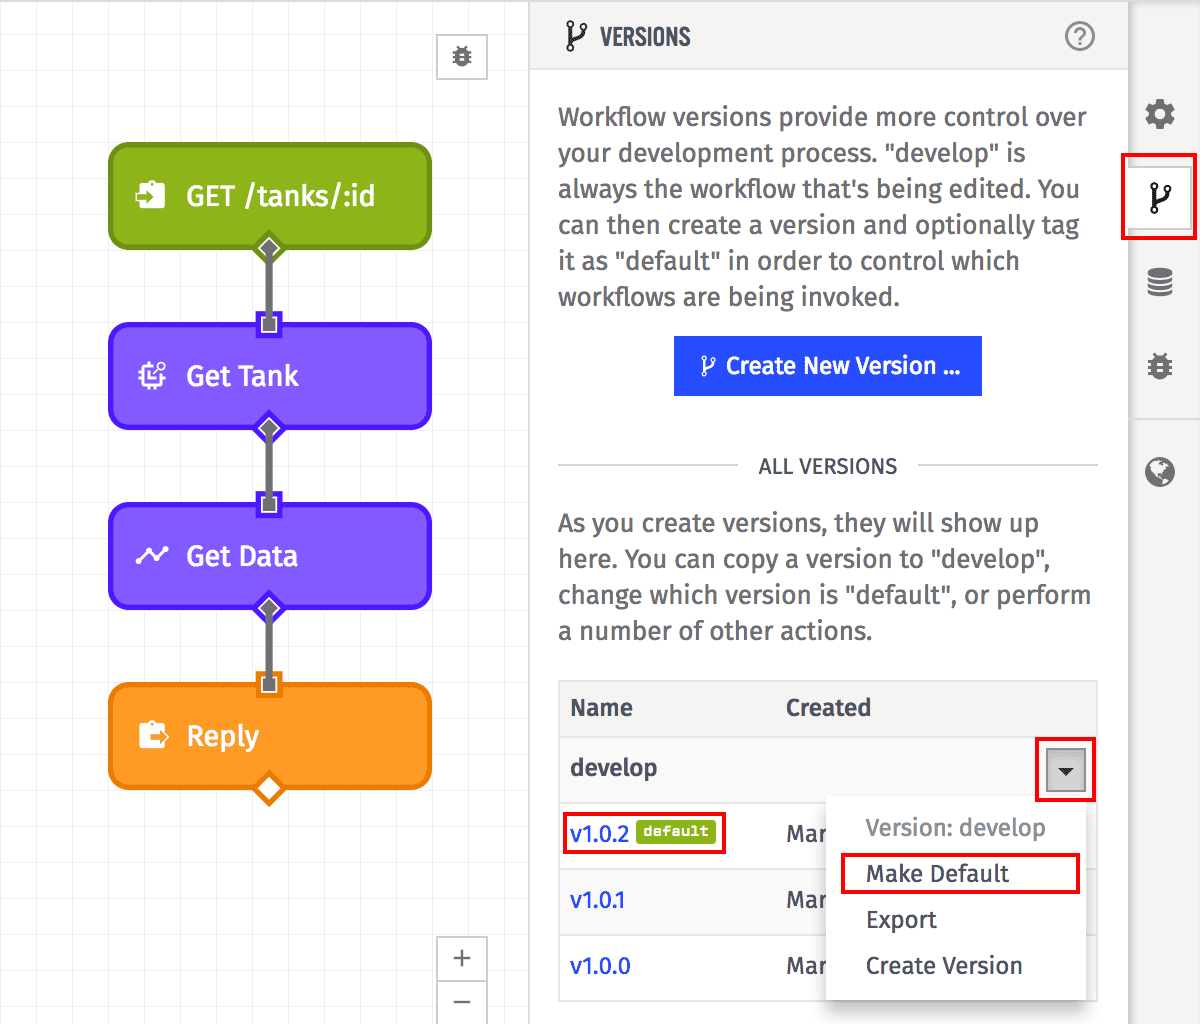 GET /tanks/:id
Get Tank
Get Data
Reply
VERSIONS
Workflow versions provide more control over
your development process. "develop" is
always the workflow that's being edited. You
can then create a version and optionally tag
it as "default" in order to control which
workflows are being invoked.
Create New Version ...
ALL VERSIONS
As you create versions, they will show up
here. You can copy a version to "develop",
change which version is "default", or perform
a number of other actions.
Name Created
develop
v1.0.2 default Mar
v1.0.1 Mar
v1.0.0 Mar
Version: develop
Make Default
Export
Create Version